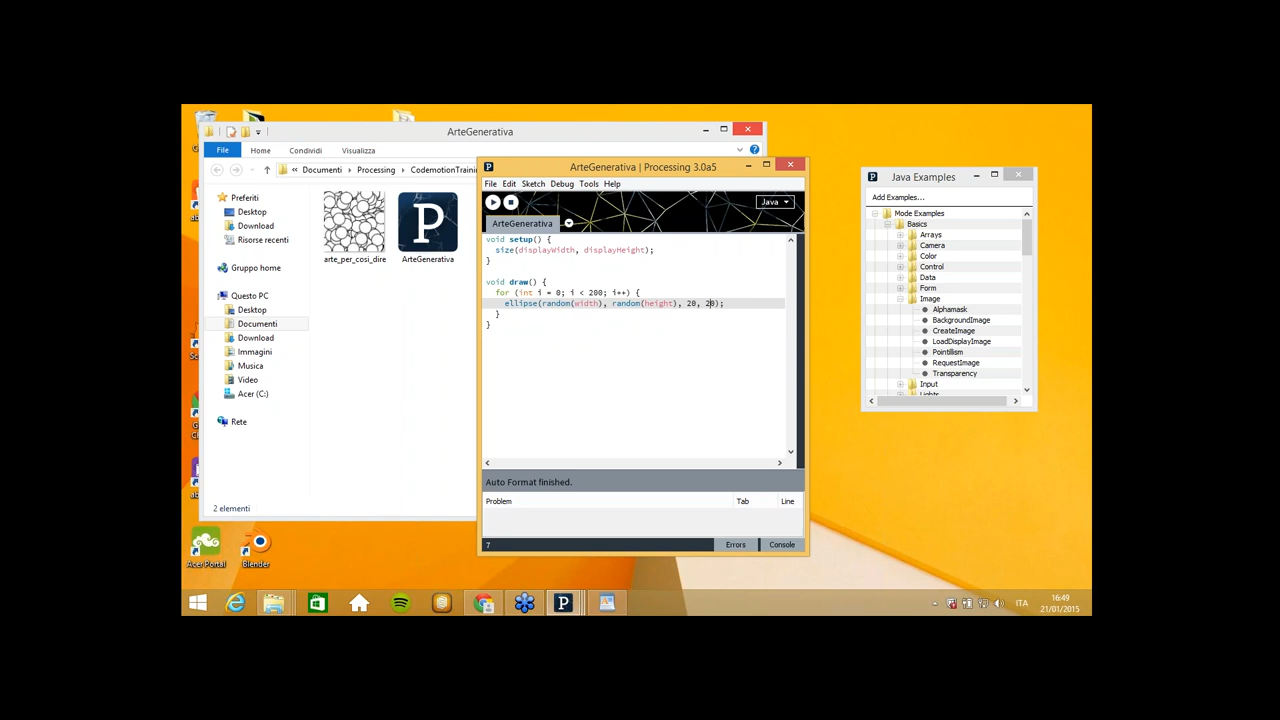 ArteGenerativa
File Home Condividi Visualizza
« Documenti Processing CodemotionTraini
Preferiti
Desktop
Download
Risorse recenti
Gruppo home
Questo PC
Desktop
Documenti
Download
Immagini
Musica
Video
Acer (C:)
Rete
arte_per_cosi_dire
ArteGenerativa
2 elementi
ArteGenerativa | Processing 3.0a5
File Edit Sketch Debug Tools Help
Java
ArteGenerativa
void setup() {
size(displayWidth, displayHeight);
}
void draw() {
for (int i = 0; i < 200; i++) {
ellipse(random(width), random(height), 20, 20);
}
}
Auto Format finished.
Problem Tab Line
7 Errors Console
Java Examples
Add Examples...
Mode Examples
Basics
Arrays
Camera
Color
Control
Data
Form
Image
Alphamask
BackgroundImage
CreateImage
LoadDisplayImage
Pointillism
RequestImage
Transparency
Input
Lights
AcerPortal Blender
ITA
16:49
21/01/2015